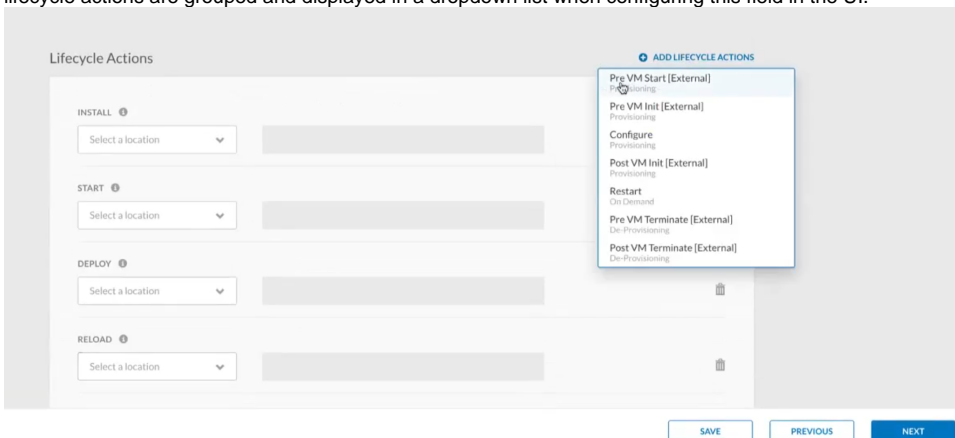 lifecycle actions are grouped and displayed in a dropdown list when configuring this field in the UI.
Lifecycle Actions
ADD LIFECYCLE ACTIONS
Pre VM Start [External]
Provisioning
Pre VM Init [External]
Provisioning
Configure
Provisioning
Post VM Init [External]
Provisioning
Restart
On Demand
Pre VM Terminate [External]
De-Provisioning
Post VM Terminate [External]
De-Provisioning
INSTALL
Select a location
START
Select a location
DEPLOY
Select a location
RELOAD
Select a location
SAVE
PREVIOUS
NEXT